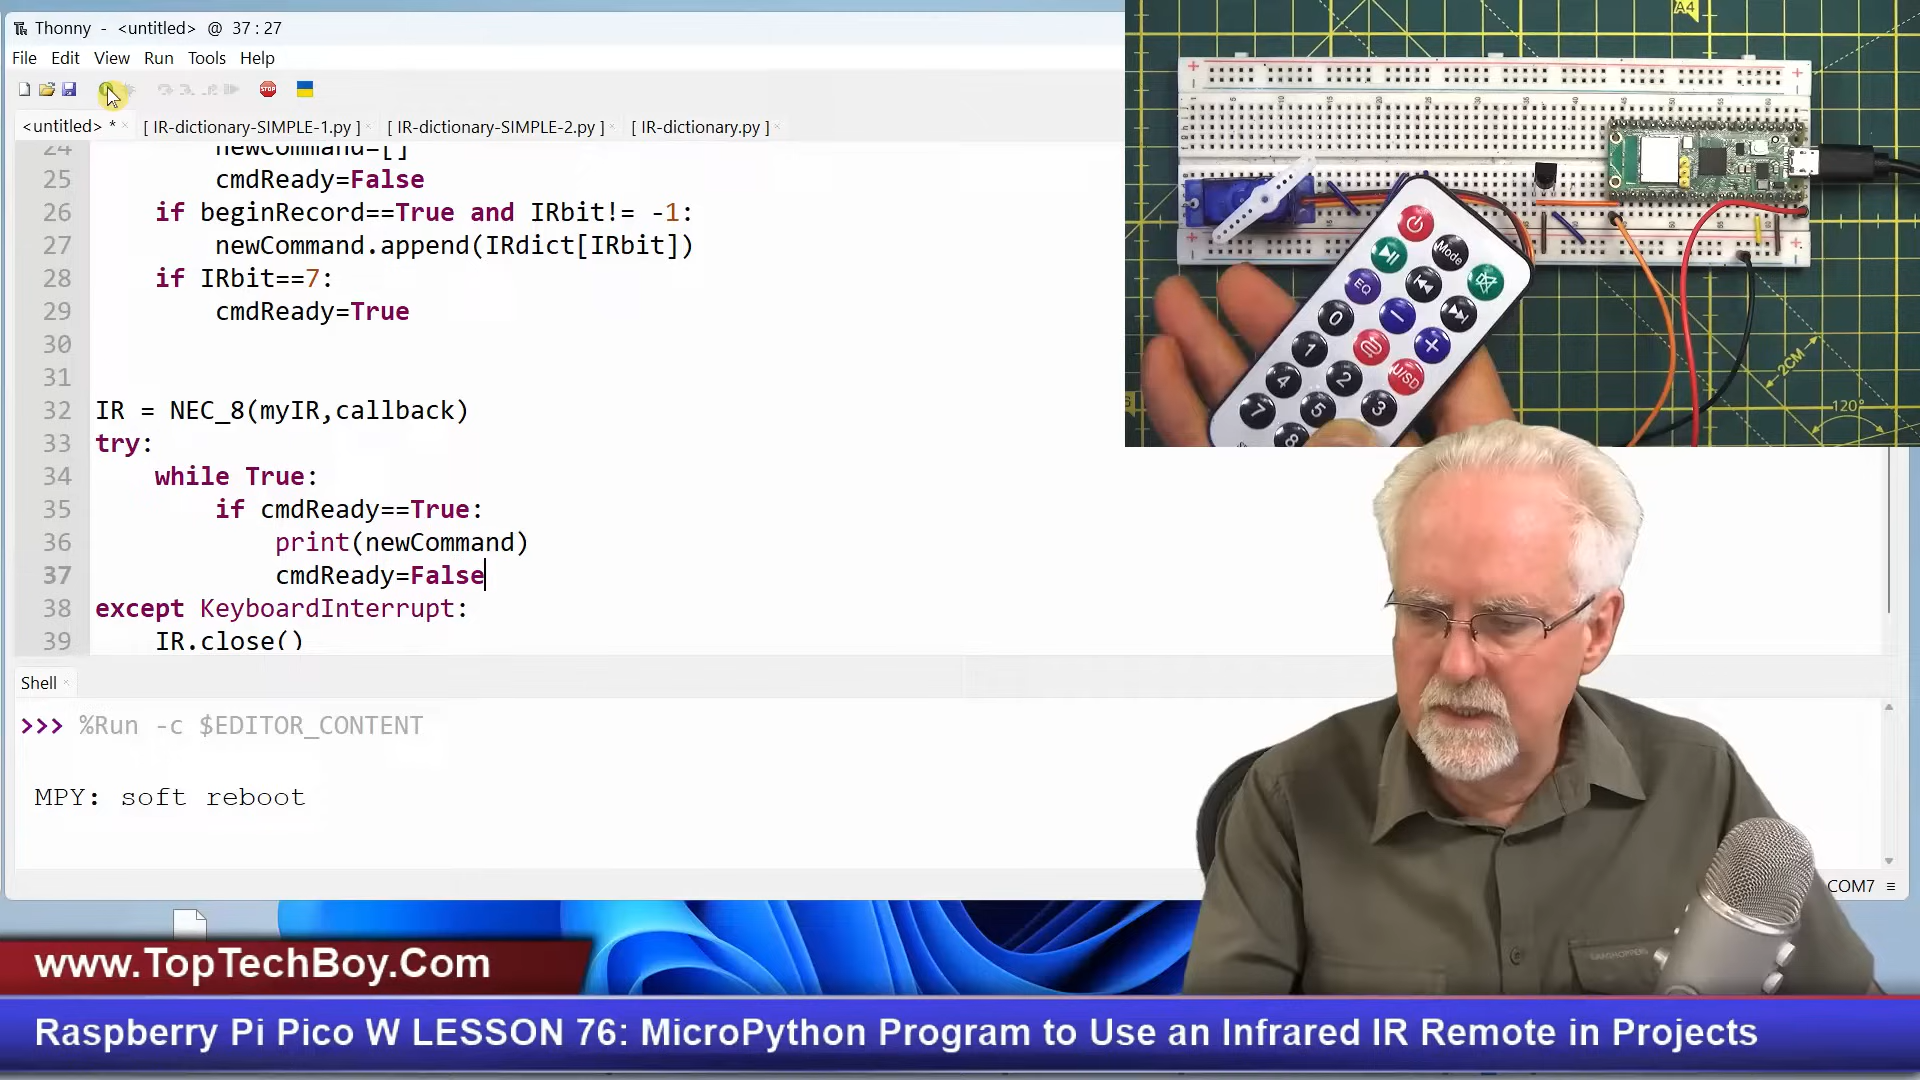 Thonny - <untitled> @ 37 : 27
File Edit View Run Tools Help
STOP
<untitled> * [ IR-dictionary-SIMPLE-1.py ] [ IR-dictionary-SIMPLE-2.py ] [ IR-dictionary.py ]
24 newCommand=[]
25 cmdReady=False
26 if beginRecord==True and IRbit!= -1:
27 newCommand.append(IRdict[IRbit])
28 if IRbit==7:
29 cmdReady=True
30
31
32 IR = NEC_8(myIR,callback)
33 try:
34 while True:
35 if cmdReady==True:
36 print(newCommand)
37 cmdReady=False
38 except KeyboardInterrupt:
39 IR.close()
Shell
>>> %Run -c $EDITOR_CONTENT
MPY: soft reboot
COM7
A4
Mode
EQ
0 - +
1 U/SD
4 2
7 5 3
8
2CM
120°
www.TopTechBoy.Com
Raspberry Pi Pico W LESSON 76: MicroPython Program to Use an Infrared IR Remote in Projects